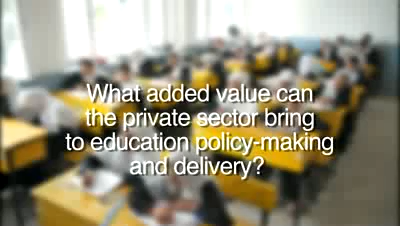 What added value can
the private sector bring
to education policy-making
and delivery?